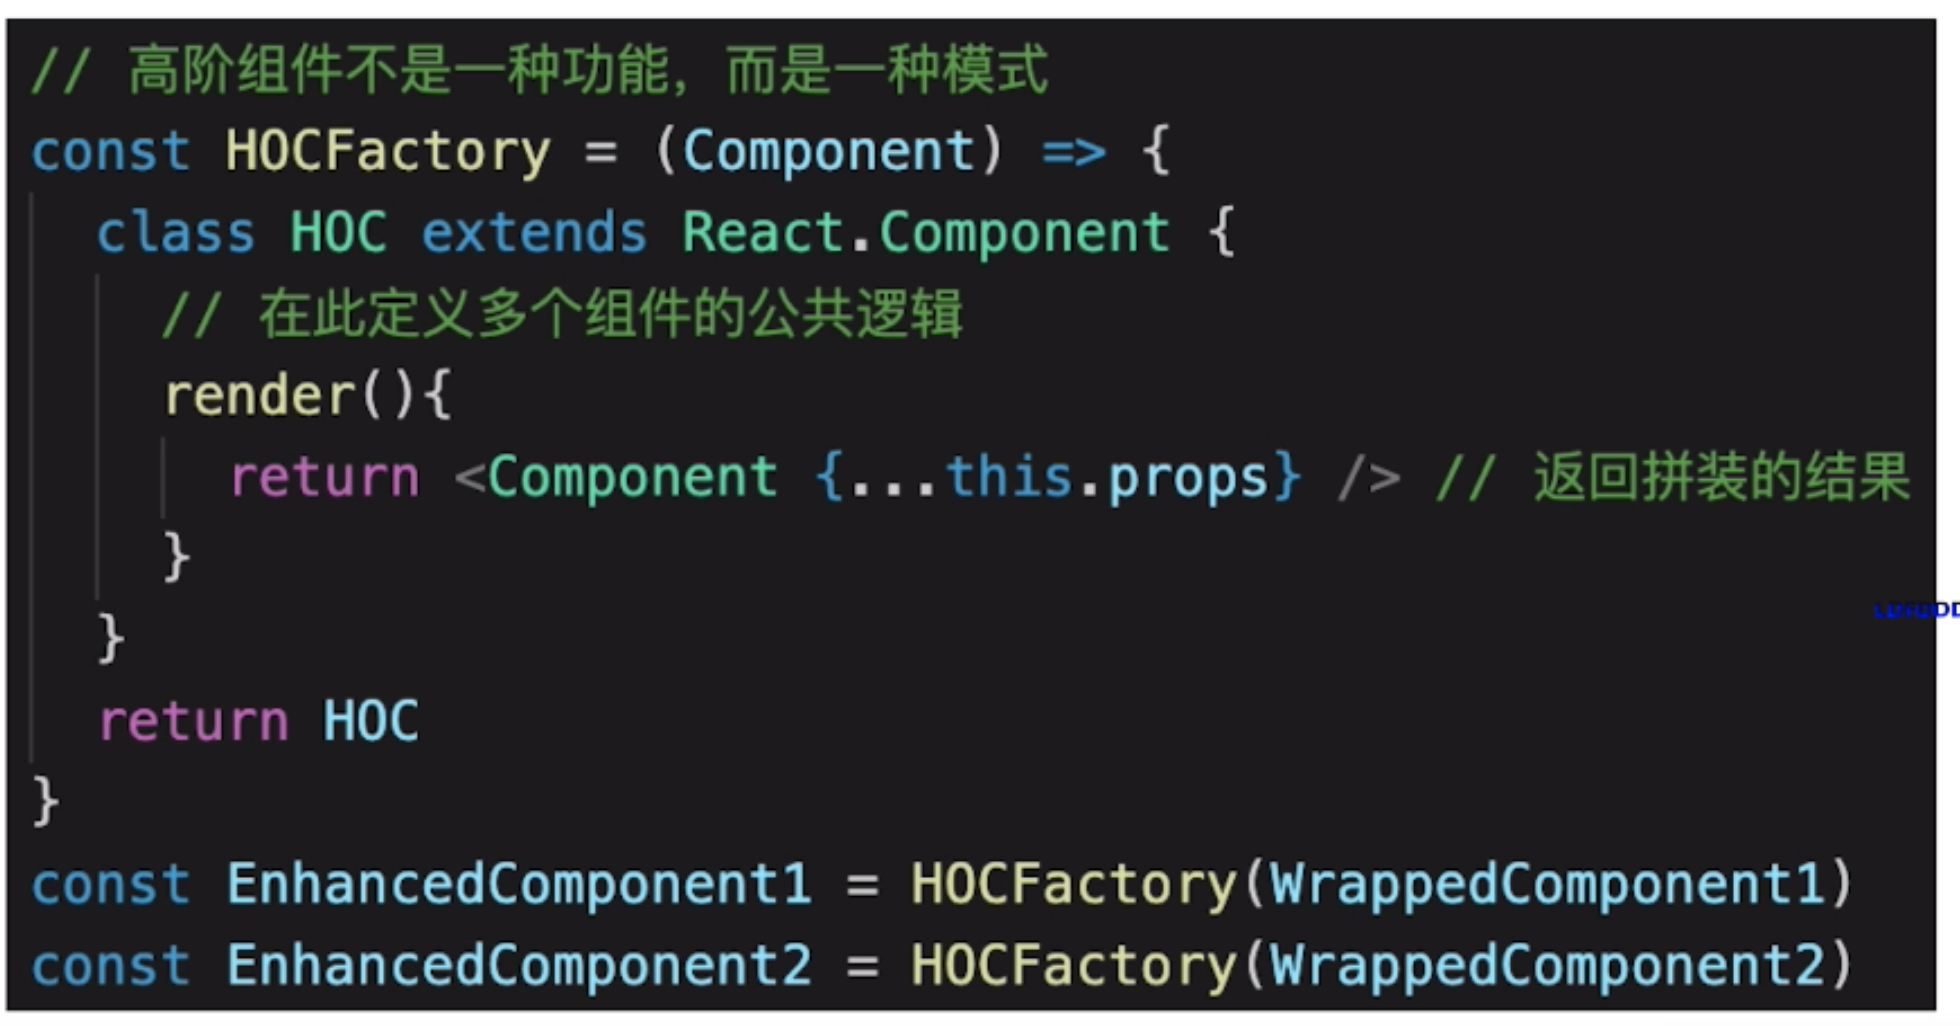 // 高阶组件不是一种功能，而是一种模式
const HOCFactory = (Component) => {
  class HOC extends React.Component {
    // 在此定义多个组件的公共逻辑
    render(){
      return <Component {...this.props} /> // 返回拼装的结果
    }
  }
  return HOC
}
const EnhancedComponent1 = HOCFactory(WrappedComponent1)
const EnhancedComponent2 = HOCFactory(WrappedComponent2)